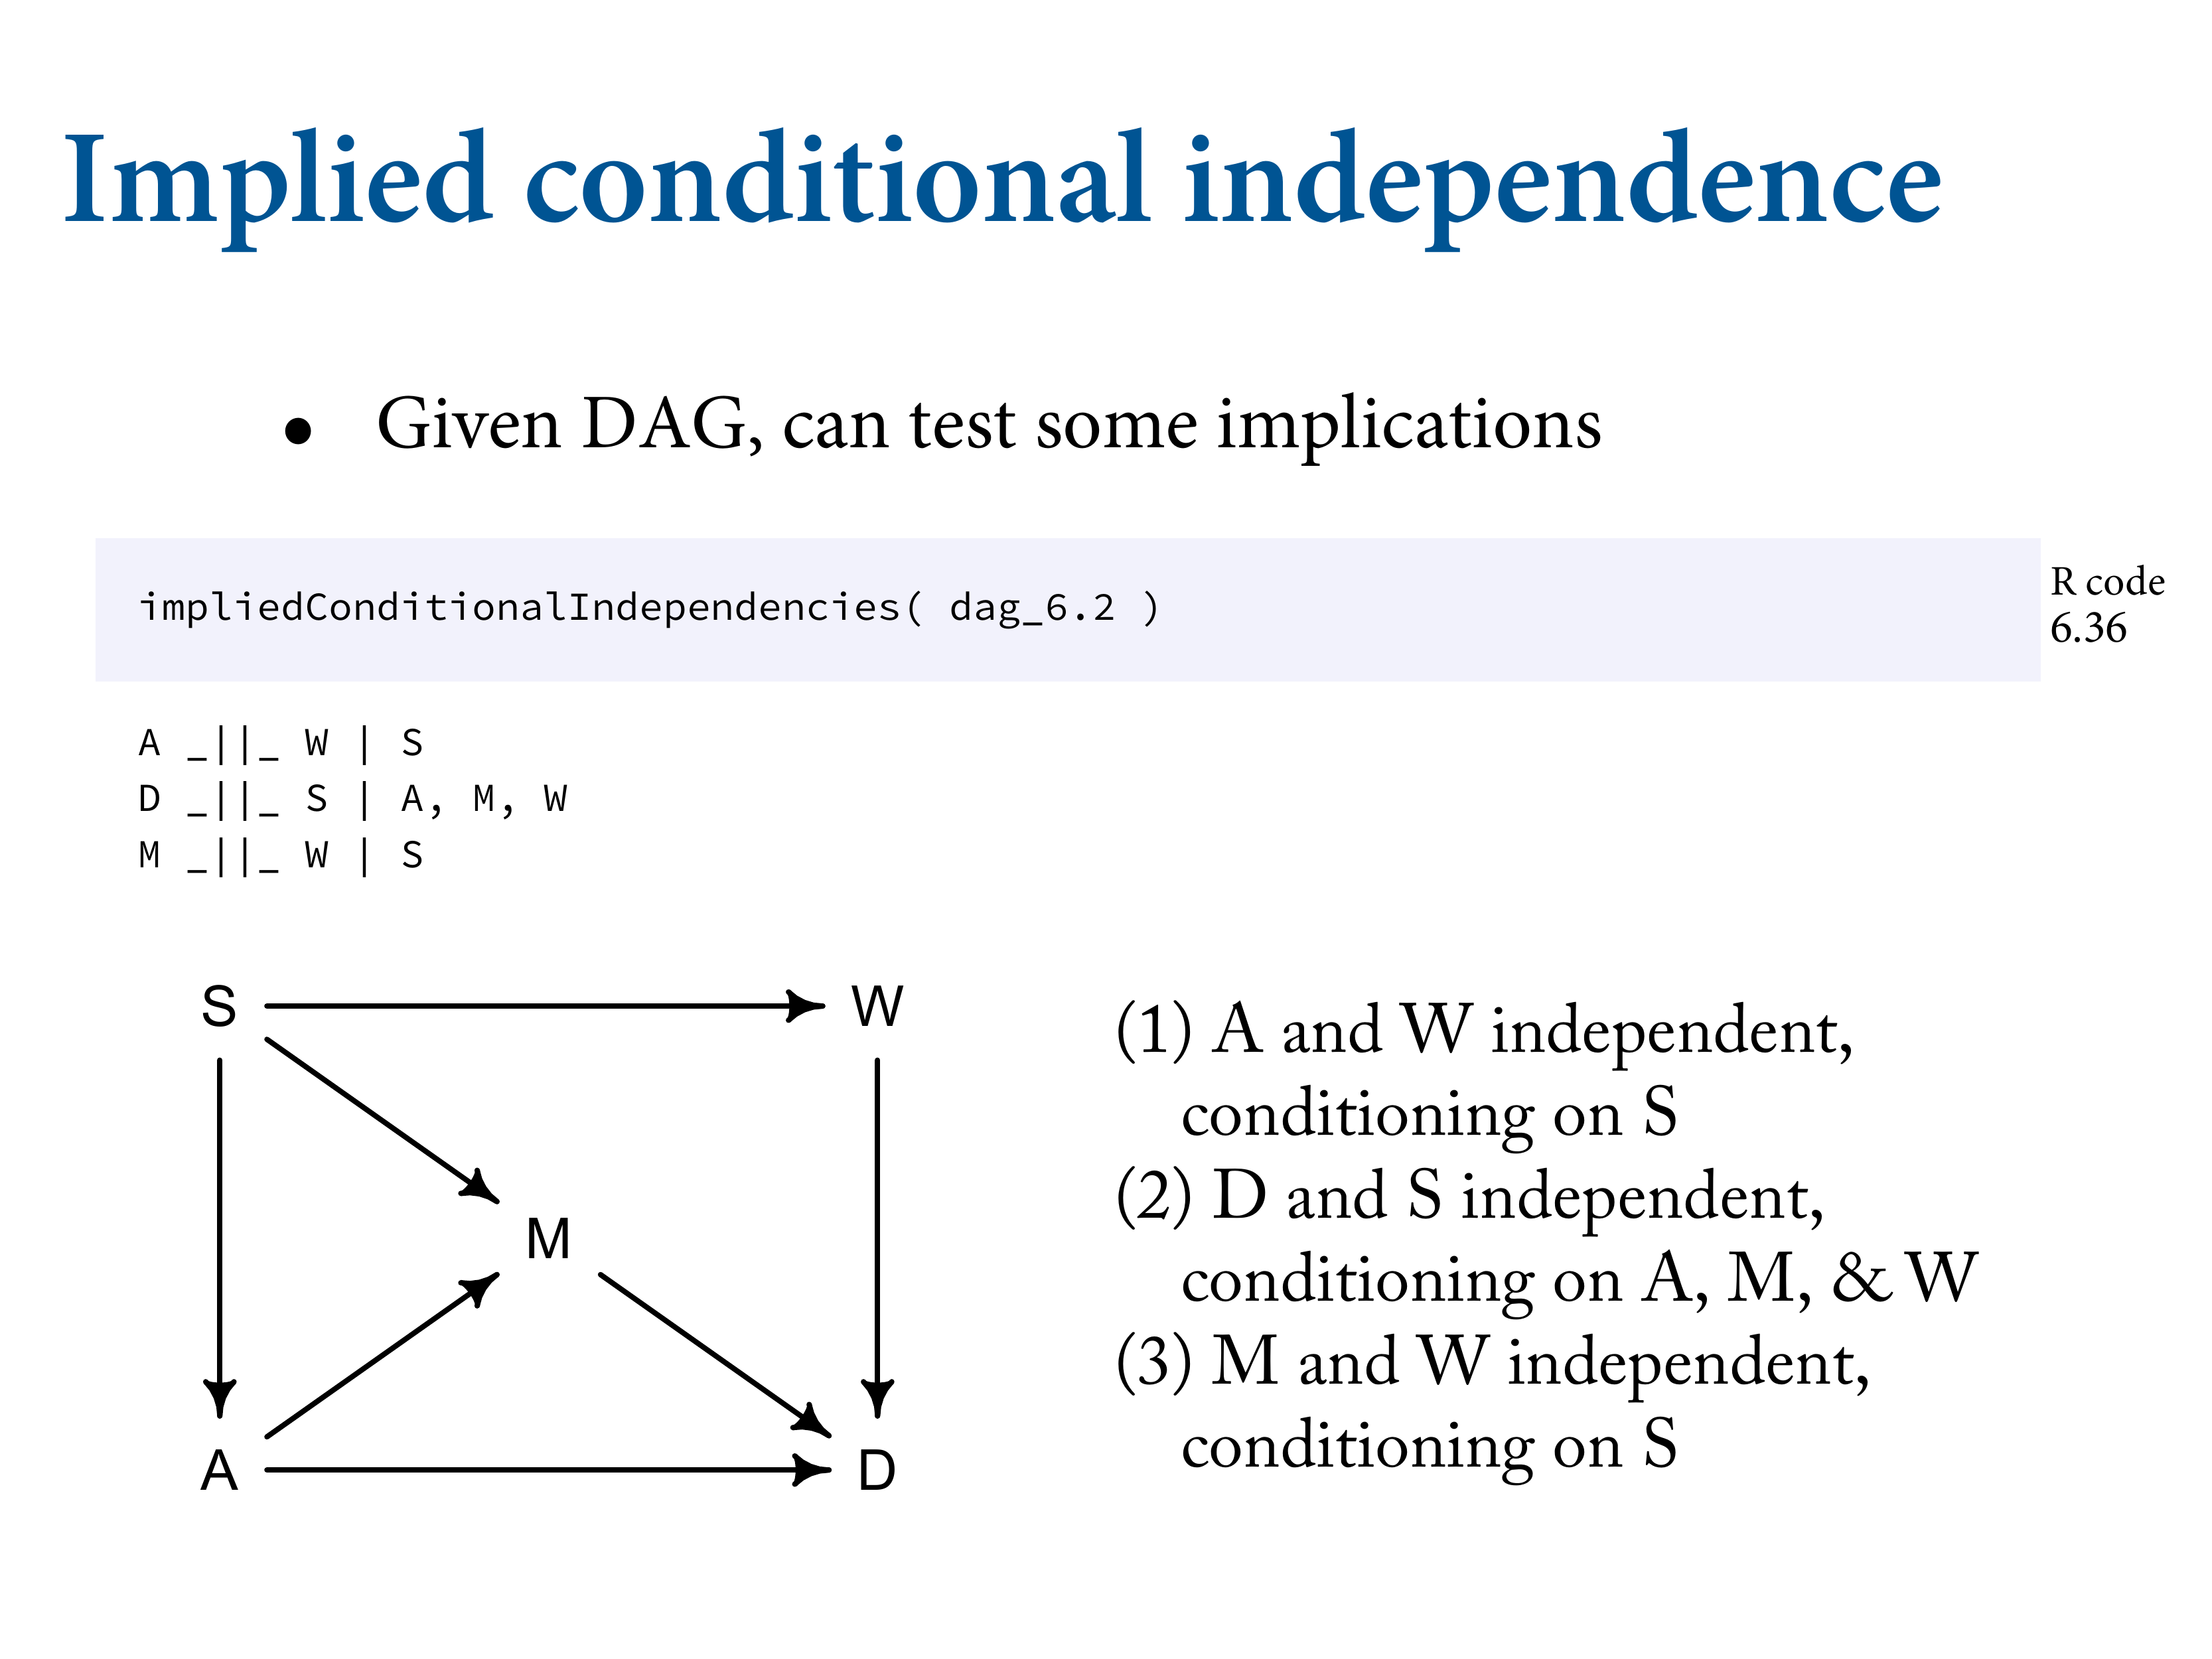 Implied conditional independence
• Given DAG, can test some implications
impliedConditionalIndependencies( dag_6.2 )
R code
6.36
A _||_ W | S
D _||_ S | A, M, W
M _||_ W | S
S
W
M
A
D
(1) A and W independent,
conditioning on S
(2) D and S independent,
conditioning on A, M, & W
(3) M and W independent,
conditioning on S